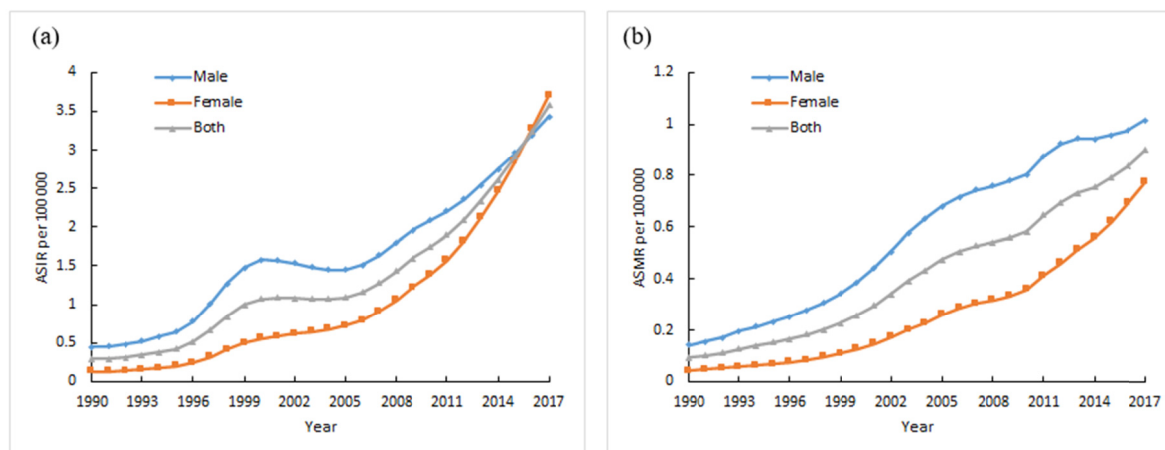 (a)
4
3.5
3
2.5
2
1.5
1
0.5
0
ASIR per 100 000
Male
Female
Both
1990 1993 1996 1999 2002 2005 2008 2011 2014 2017
Year
(b)
1.2
1
0.8
0.6
0.4
0.2
0
ASMR per 100 000
Male
Female
Both
1990 1993 1996 1999 2002 2005 2008 2011 2014 2017
Year